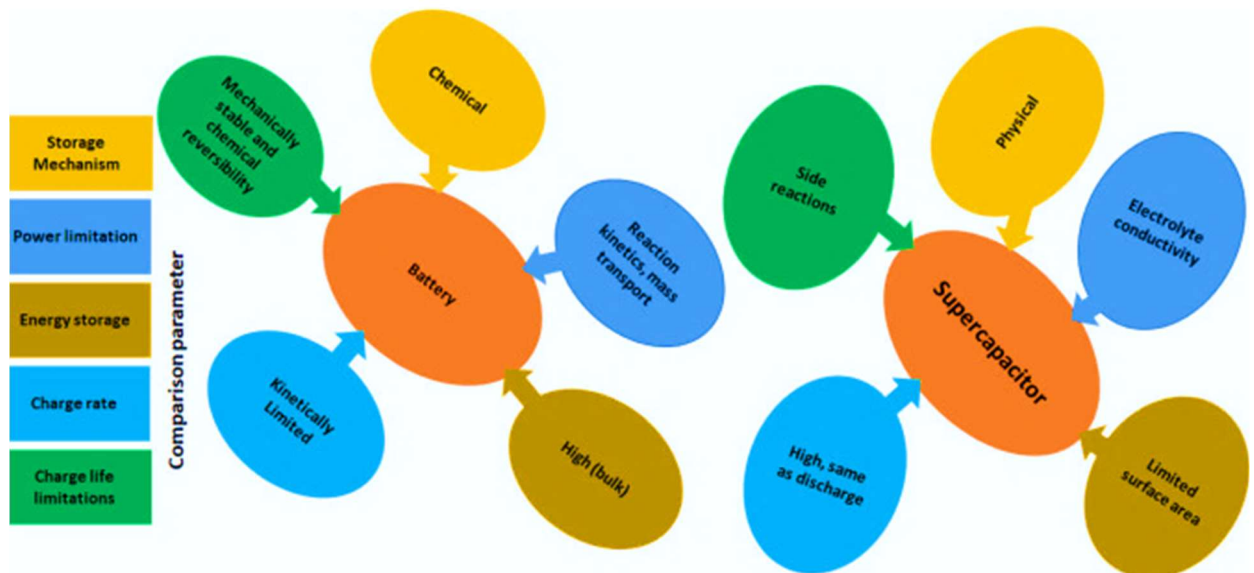 Storage
Mechanism
Power limitation
Energy storage
Charge rate
Charge life
limitations
Comparison parameter
Mechanically
stable and
chemical
reversibility
Chemical
Battery
Reaction
kinetics, mass
transport
Kinetically
Limited
High (bulk)
Side
reactions
Physical
Electrolyte
conductivity
Supercapacitor
High, same
as discharge
Limited
surface area